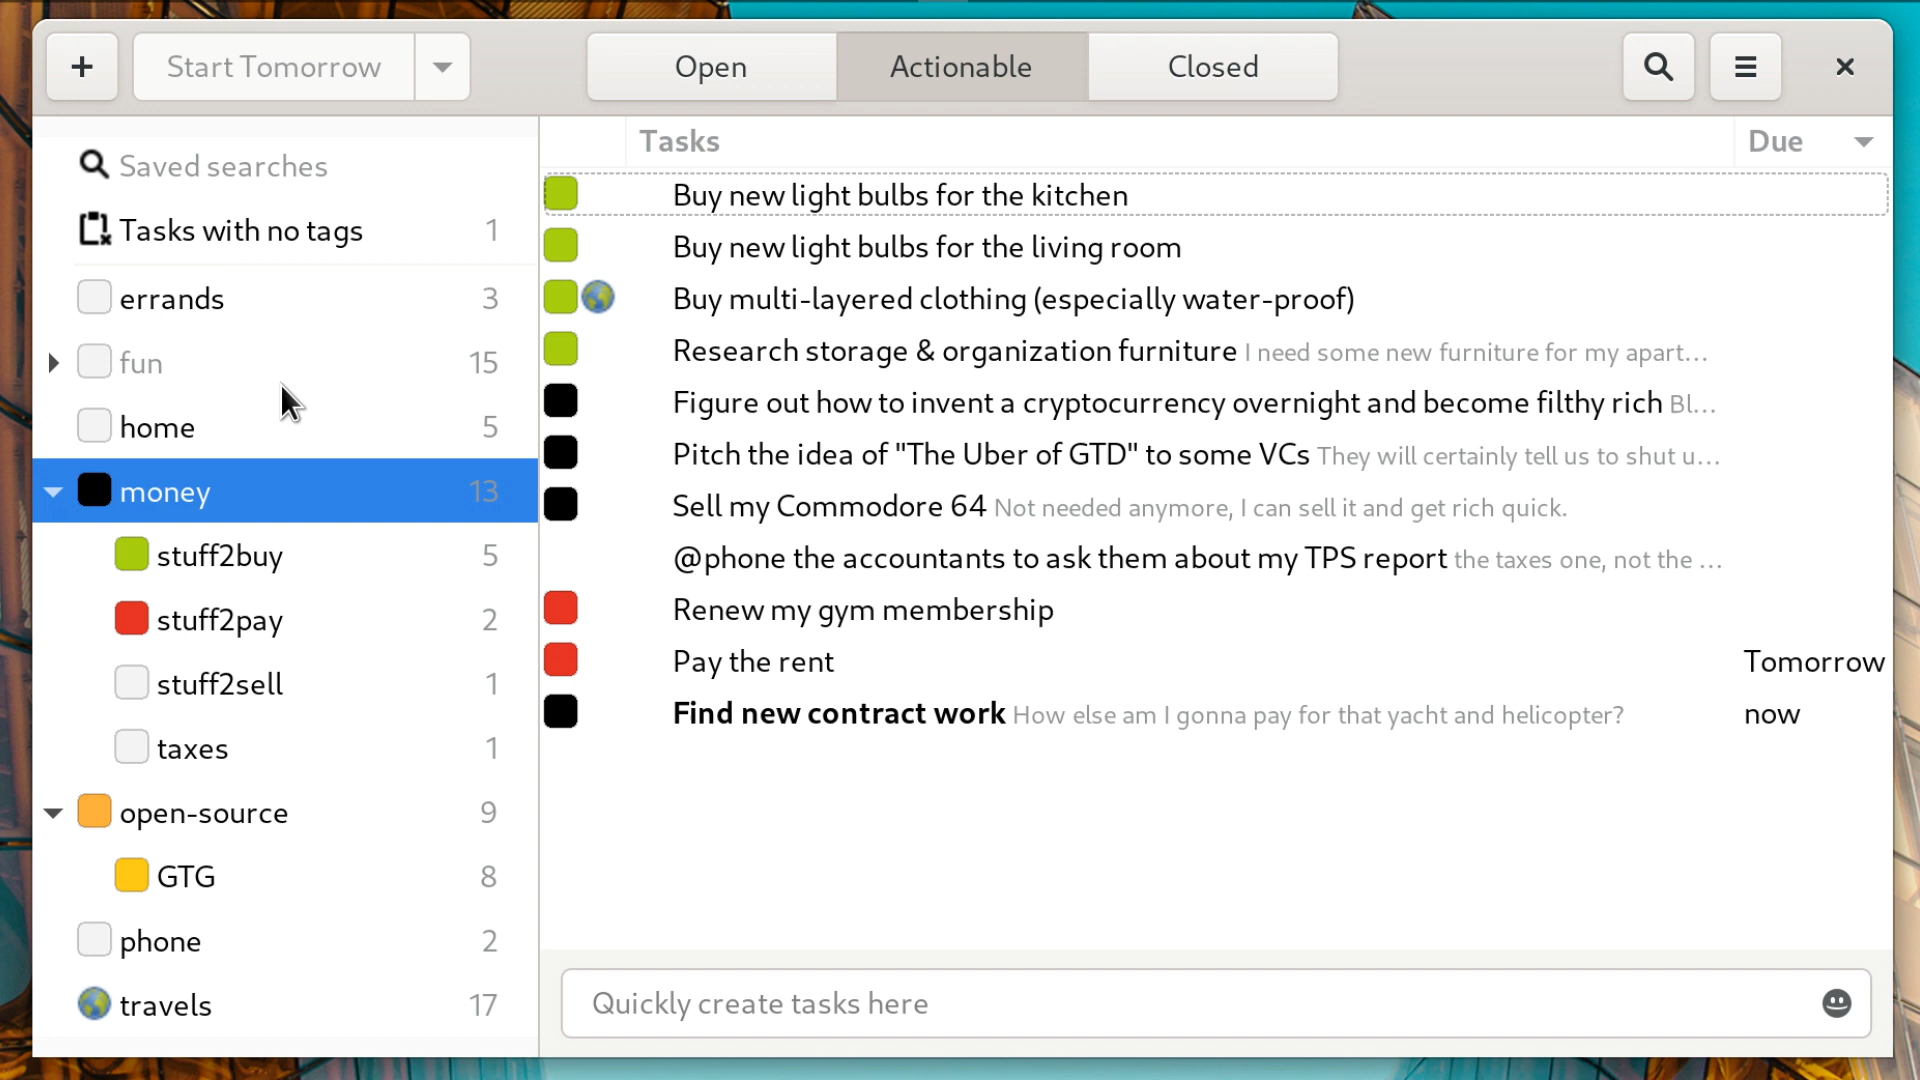 Start Tomorrow
Open
Actionable
Closed
Saved searches
Tasks with no tags 1
errands 3
fun 15
home 5
money 13
stuff2buy 5
stuff2pay 2
stuff2sell 1
taxes 1
open-source 9
GTG 8
phone 2
travels 17
Tasks Due
Buy new light bulbs for the kitchen
Buy new light bulbs for the living room
Buy multi-layered clothing (especially water-proof)
Research storage & organization furniture I need some new furniture for my apart...
Figure out how to invent a cryptocurrency overnight and become filthy rich Bl...
Pitch the idea of "The Uber of GTD" to some VCs They will certainly tell us to shut u...
Sell my Commodore 64 Not needed anymore, I can sell it and get rich quick.
@phone the accountants to ask them about my TPS report the taxes one, not the ...
Renew my gym membership
Pay the rent Tomorrow
Find new contract work How else am I gonna pay for that yacht and helicopter? now
Quickly create tasks here